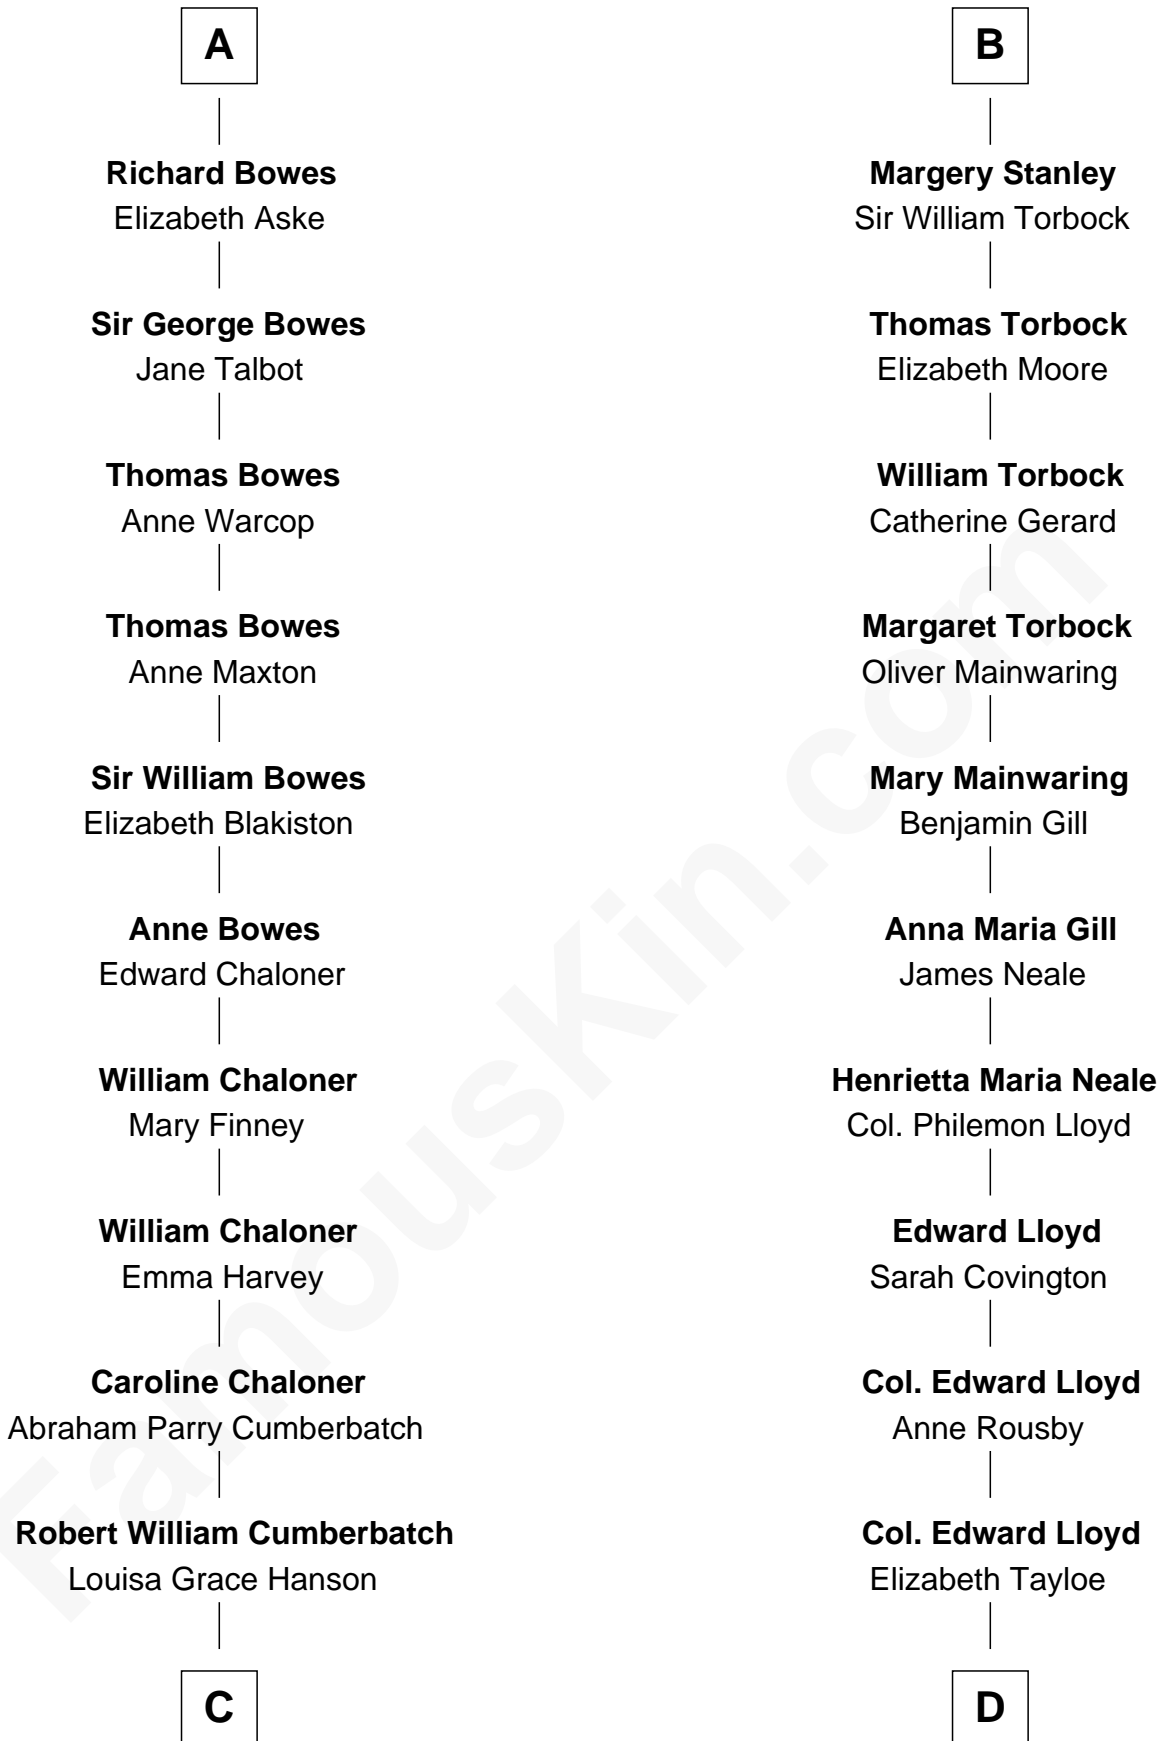 A
Richard Bowes
Elizabeth Aske
Sir George Bowes
Jane Talbot
Thomas Bowes
Anne Warcop
Thomas Bowes
Anne Maxton
Sir William Bowes
Elizabeth Blakiston
Anne Bowes
Edward Chaloner
William Chaloner
Mary Finney
William Chaloner
Emma Harvey
Caroline Chaloner
Abraham Parry Cumberbatch
Robert William Cumberbatch
Louisa Grace Hanson
C
B
Margery Stanley
Sir William Torbock
Thomas Torbock
Elizabeth Moore
William Torbock
Catherine Gerard
Margaret Torbock
Oliver Mainwaring
Mary Mainwaring
Benjamin Gill
Anna Maria Gill
James Neale
Henrietta Maria Neale
Col. Philemon Lloyd
Edward Lloyd
Sarah Covington
Col. Edward Lloyd
Anne Rousby
Col. Edward Lloyd
Elizabeth Tayloe
D
FamousKin.com